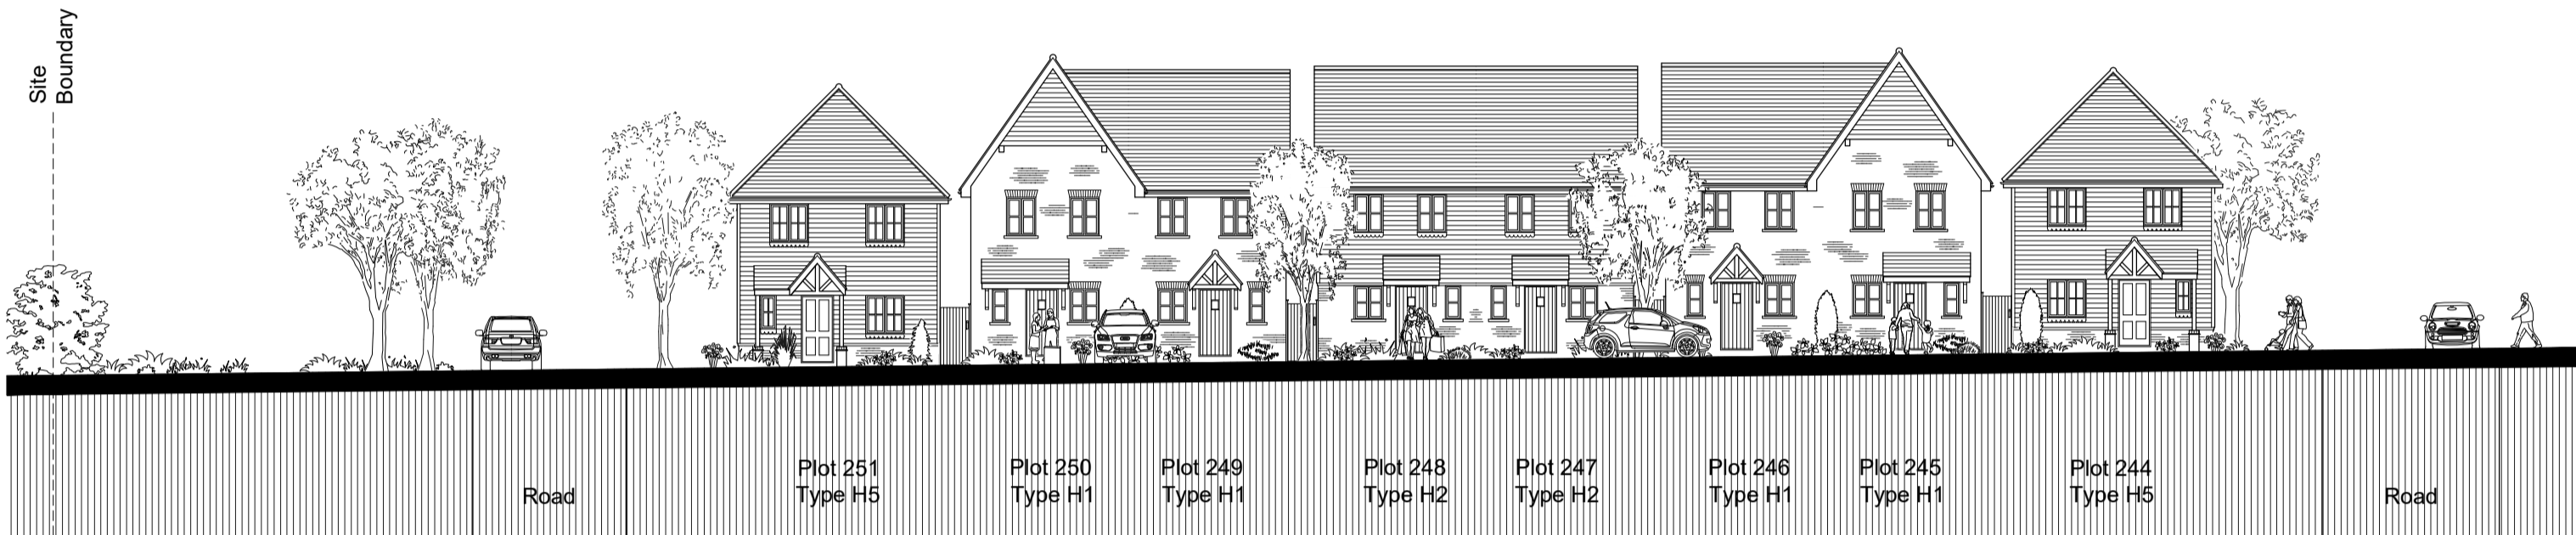 Site
Boundary
Road
Plot 251
Type H5
Plot 250
Type H1
Plot 249
Type H1
Plot 248
Type H2
Plot 247
Type H2
Plot 246
Type H1
Plot 245
Type H1
Plot 244
Type H5
Road